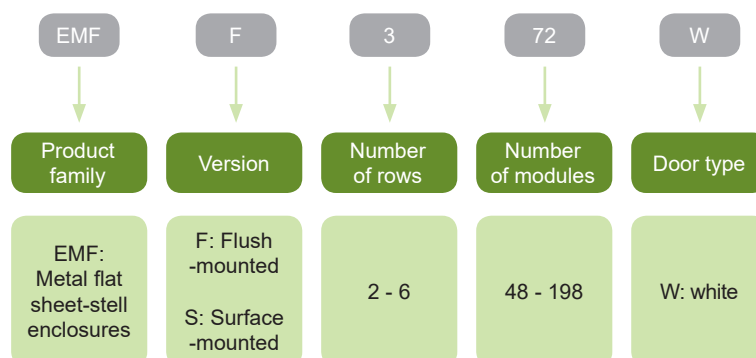 EMF F 3 72 W
Product family
Version
Number of rows
Number of modules
Door type
EMF:
Metal flat
sheet-stell
enclosures
F: Flush
-mounted
S: Surface
-mounted
2 - 6
48 - 198
W: white